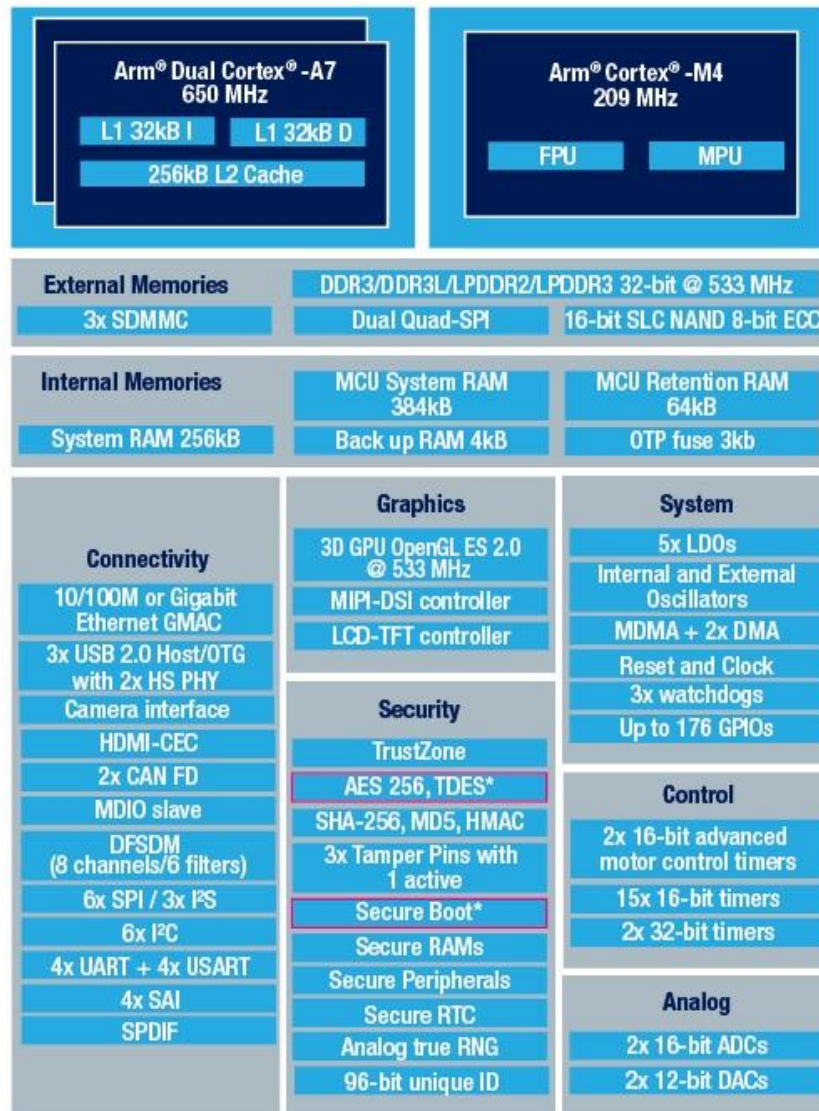 Arm® Dual Cortex® -A7
650 MHz
L1 32kB I
L1 32kB D
256kB L2 Cache
Arm® Cortex® -M4
209 MHz
FPU
MPU
External Memories
DDR3/DDR3L/LPDDR2/LPDDR3 32-bit @ 533 MHz
3x SDMMC
Dual Quad-SPI
16-bit SLC NAND 8-bit ECC
Internal Memories
MCU System RAM
384kB
MCU Retention RAM
64kB
System RAM 256kB
Back up RAM 4kB
OTP fuse 3kb
Connectivity
10/100M or Gigabit
Ethernet GMAC
3x USB 2.0 Host/OTG
with 2x HS PHY
Camera interface
HDMI-CEC
2x CAN FD
MDIO slave
DFSDM
(8 channels/6 filters)
6x SPI / 3x I²S
6x I²C
4x UART + 4x USART
4x SAI
SPDIF
Graphics
3D GPU OpenGL ES 2.0
@ 533 MHz
MIPI-DSI controller
LCD-TFT controller
Security
TrustZone
AES 256, TDES*
SHA-256, MD5, HMAC
3x Tamper Pins with
1 active
Secure Boot*
Secure RAMs
Secure Peripherals
Secure RTC
Analog true RNG
96-bit unique ID
System
5x LDOs
Internal and External
Oscillators
MDMA + 2x DMA
Reset and Clock
3x watchdogs
Up to 176 GPIOs
Control
2x 16-bit advanced
motor control timers
15x 16-bit timers
2x 32-bit timers
Analog
2x 16-bit ADCs
2x 12-bit DACs